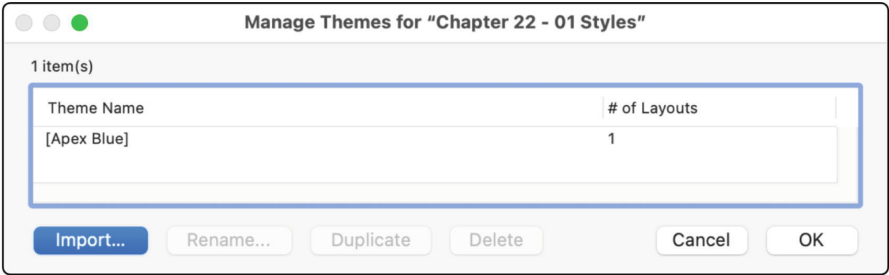 Manage Themes for “Chapter 22 - 01 Styles”
1 item(s)
Theme Name # of Layouts
[Apex Blue] 1
Import... Rename... Duplicate Delete Cancel OK